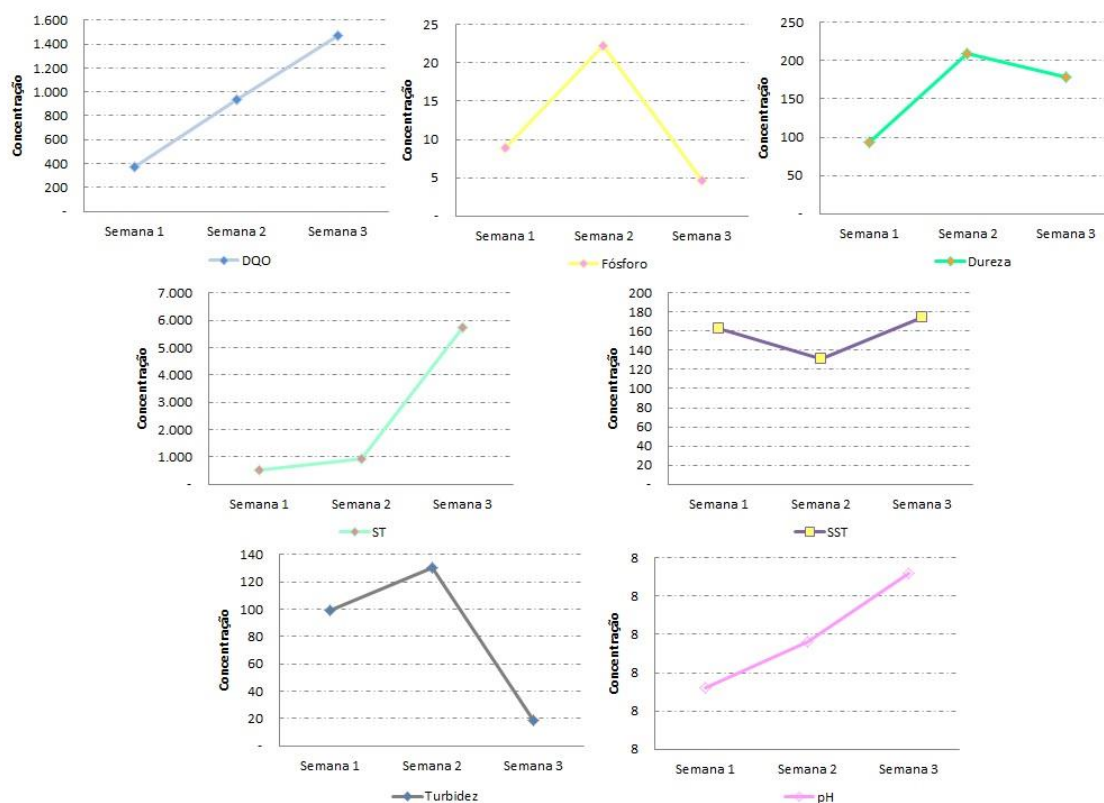 Concentração
1.600
1.400
1.200
1.000
800
600
400
200
-
Semana 1 Semana 2 Semana 3
DQO
Concentração
25
20
15
10
5
-
Semana 1 Semana 2 Semana 3
Fósforo
Concentração
250
200
150
100
50
-
Semana 1 Semana 2 Semana 3
Dureza
Concentração
7.000
6.000
5.000
4.000
3.000
2.000
1.000
-
Semana 1 Semana 2 Semana 3
ST
Concentração
200
180
160
140
120
100
80
60
40
20
-
Semana 1 Semana 2 Semana 3
SST
Concentração
140
120
100
80
60
40
20
-
Semana 1 Semana 2 Semana 3
Turbidez
Concentração
8
8
8
8
8
8
Semana 1 Semana 2 Semana 3
pH